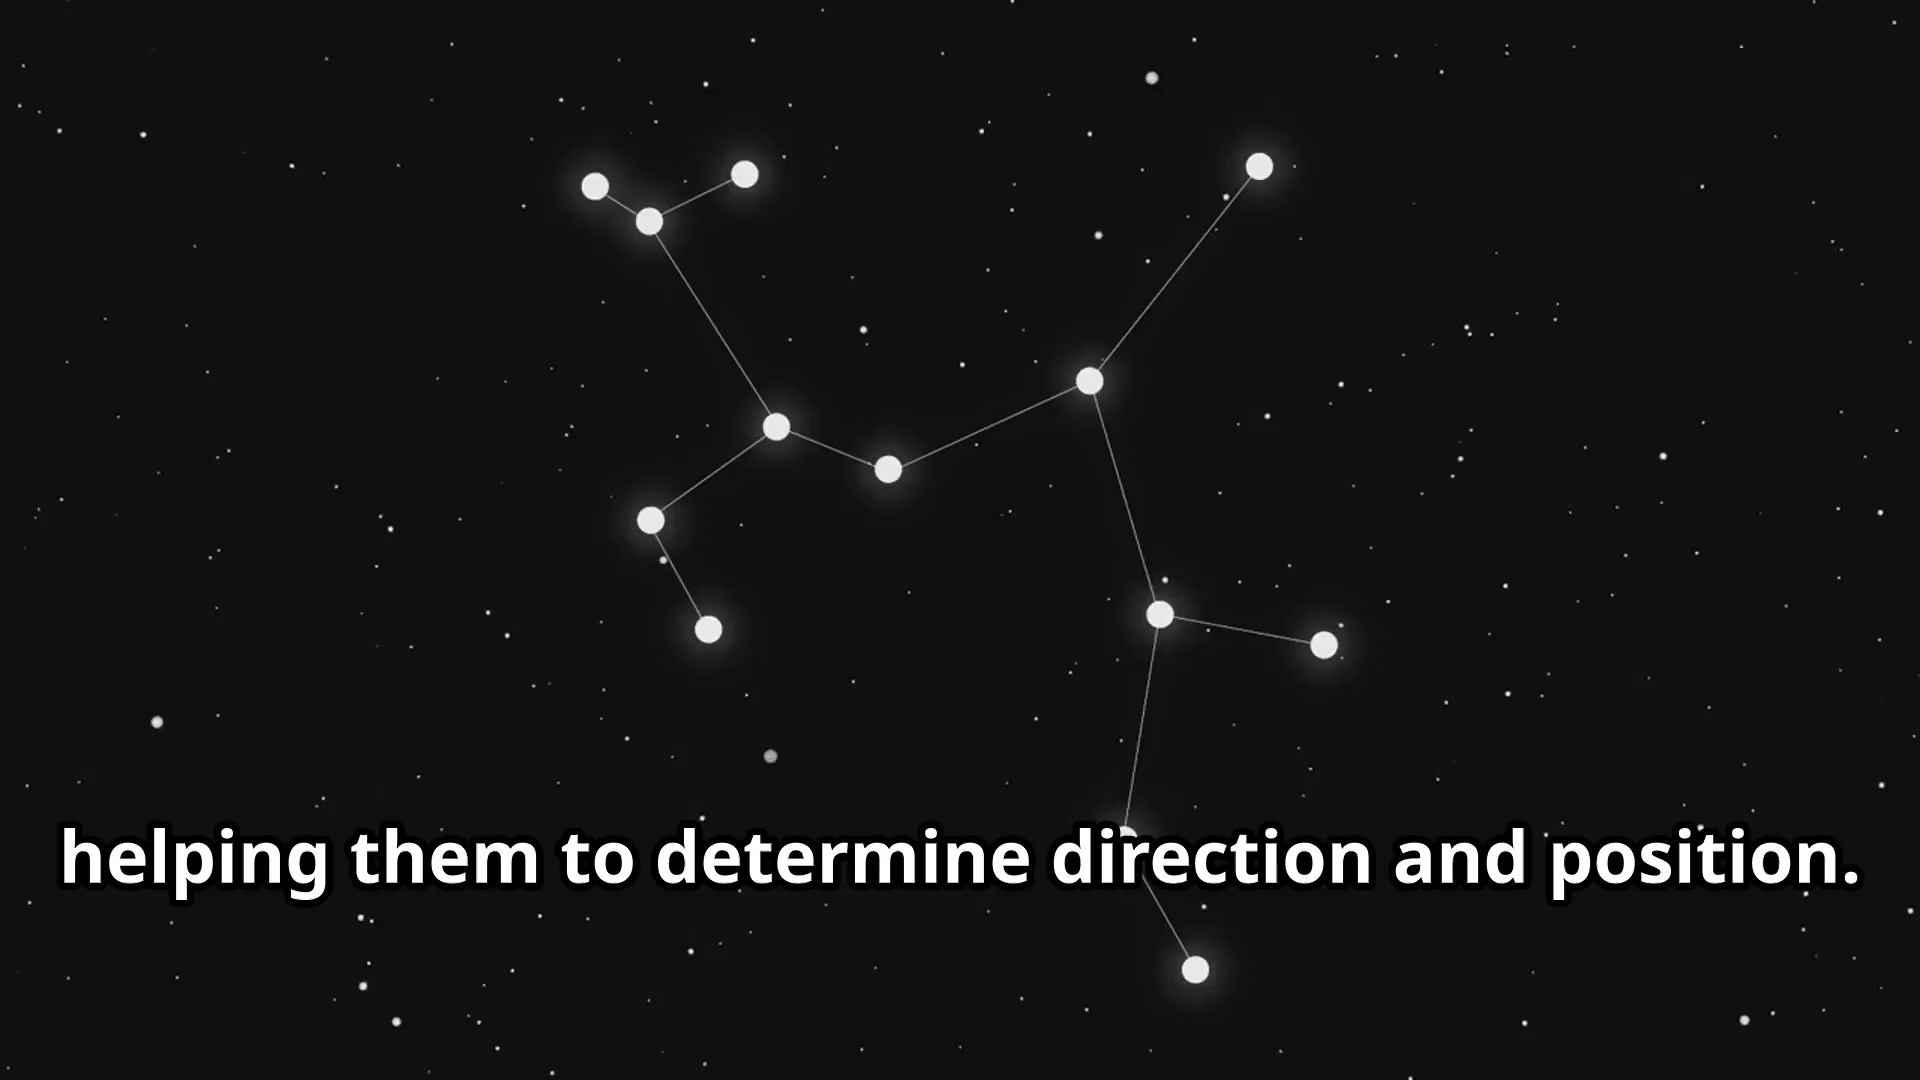 helping them to determine direction and position.